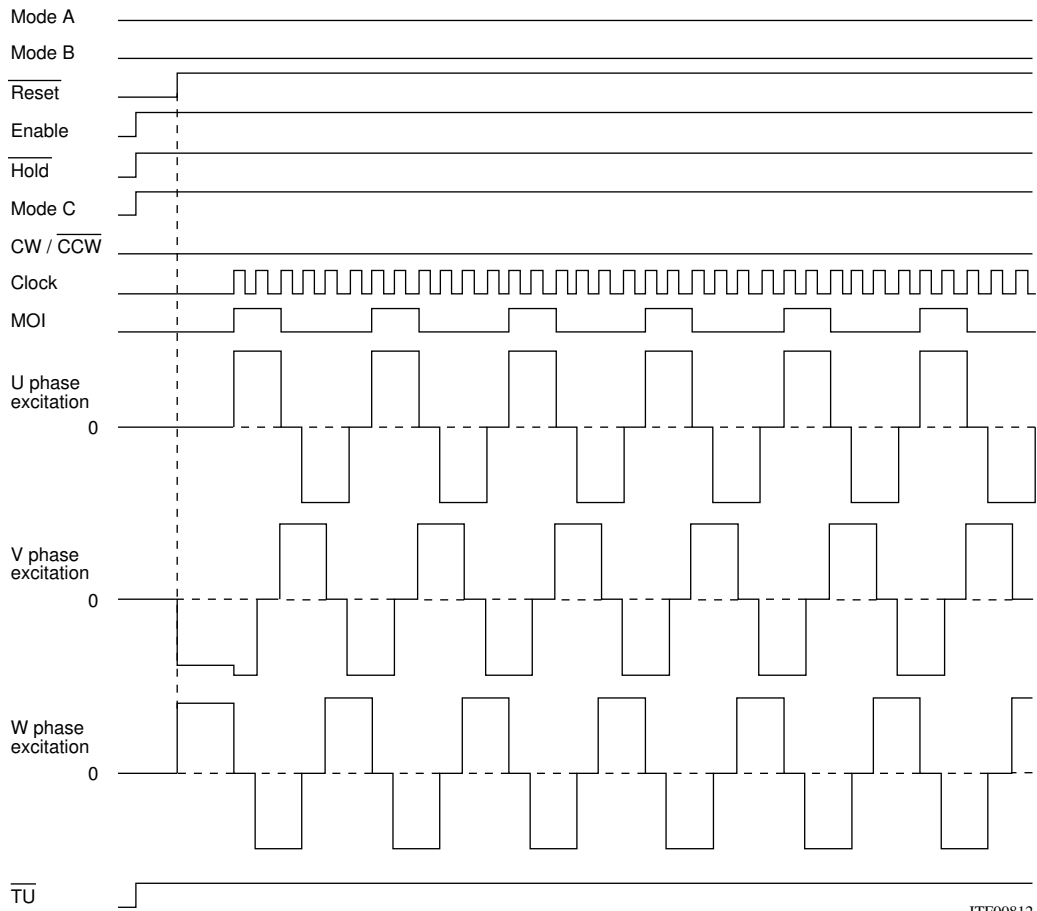 Mode A
Mode B
Reset
Enable
Hold
Mode C
CW / CCW
Clock
MOI
U phase
excitation
0
V phase
excitation
0
W phase
excitation
0
TU
ITF00812